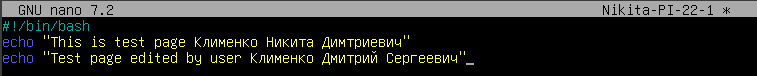 GNU nano 7.2 Nikita-PI-22-1 *
#!/bin/bash
echo "This is test page Клименко Никита Димтриевич"
echo "Test page edited by user Клименко Дмитрий Сергеевич"_